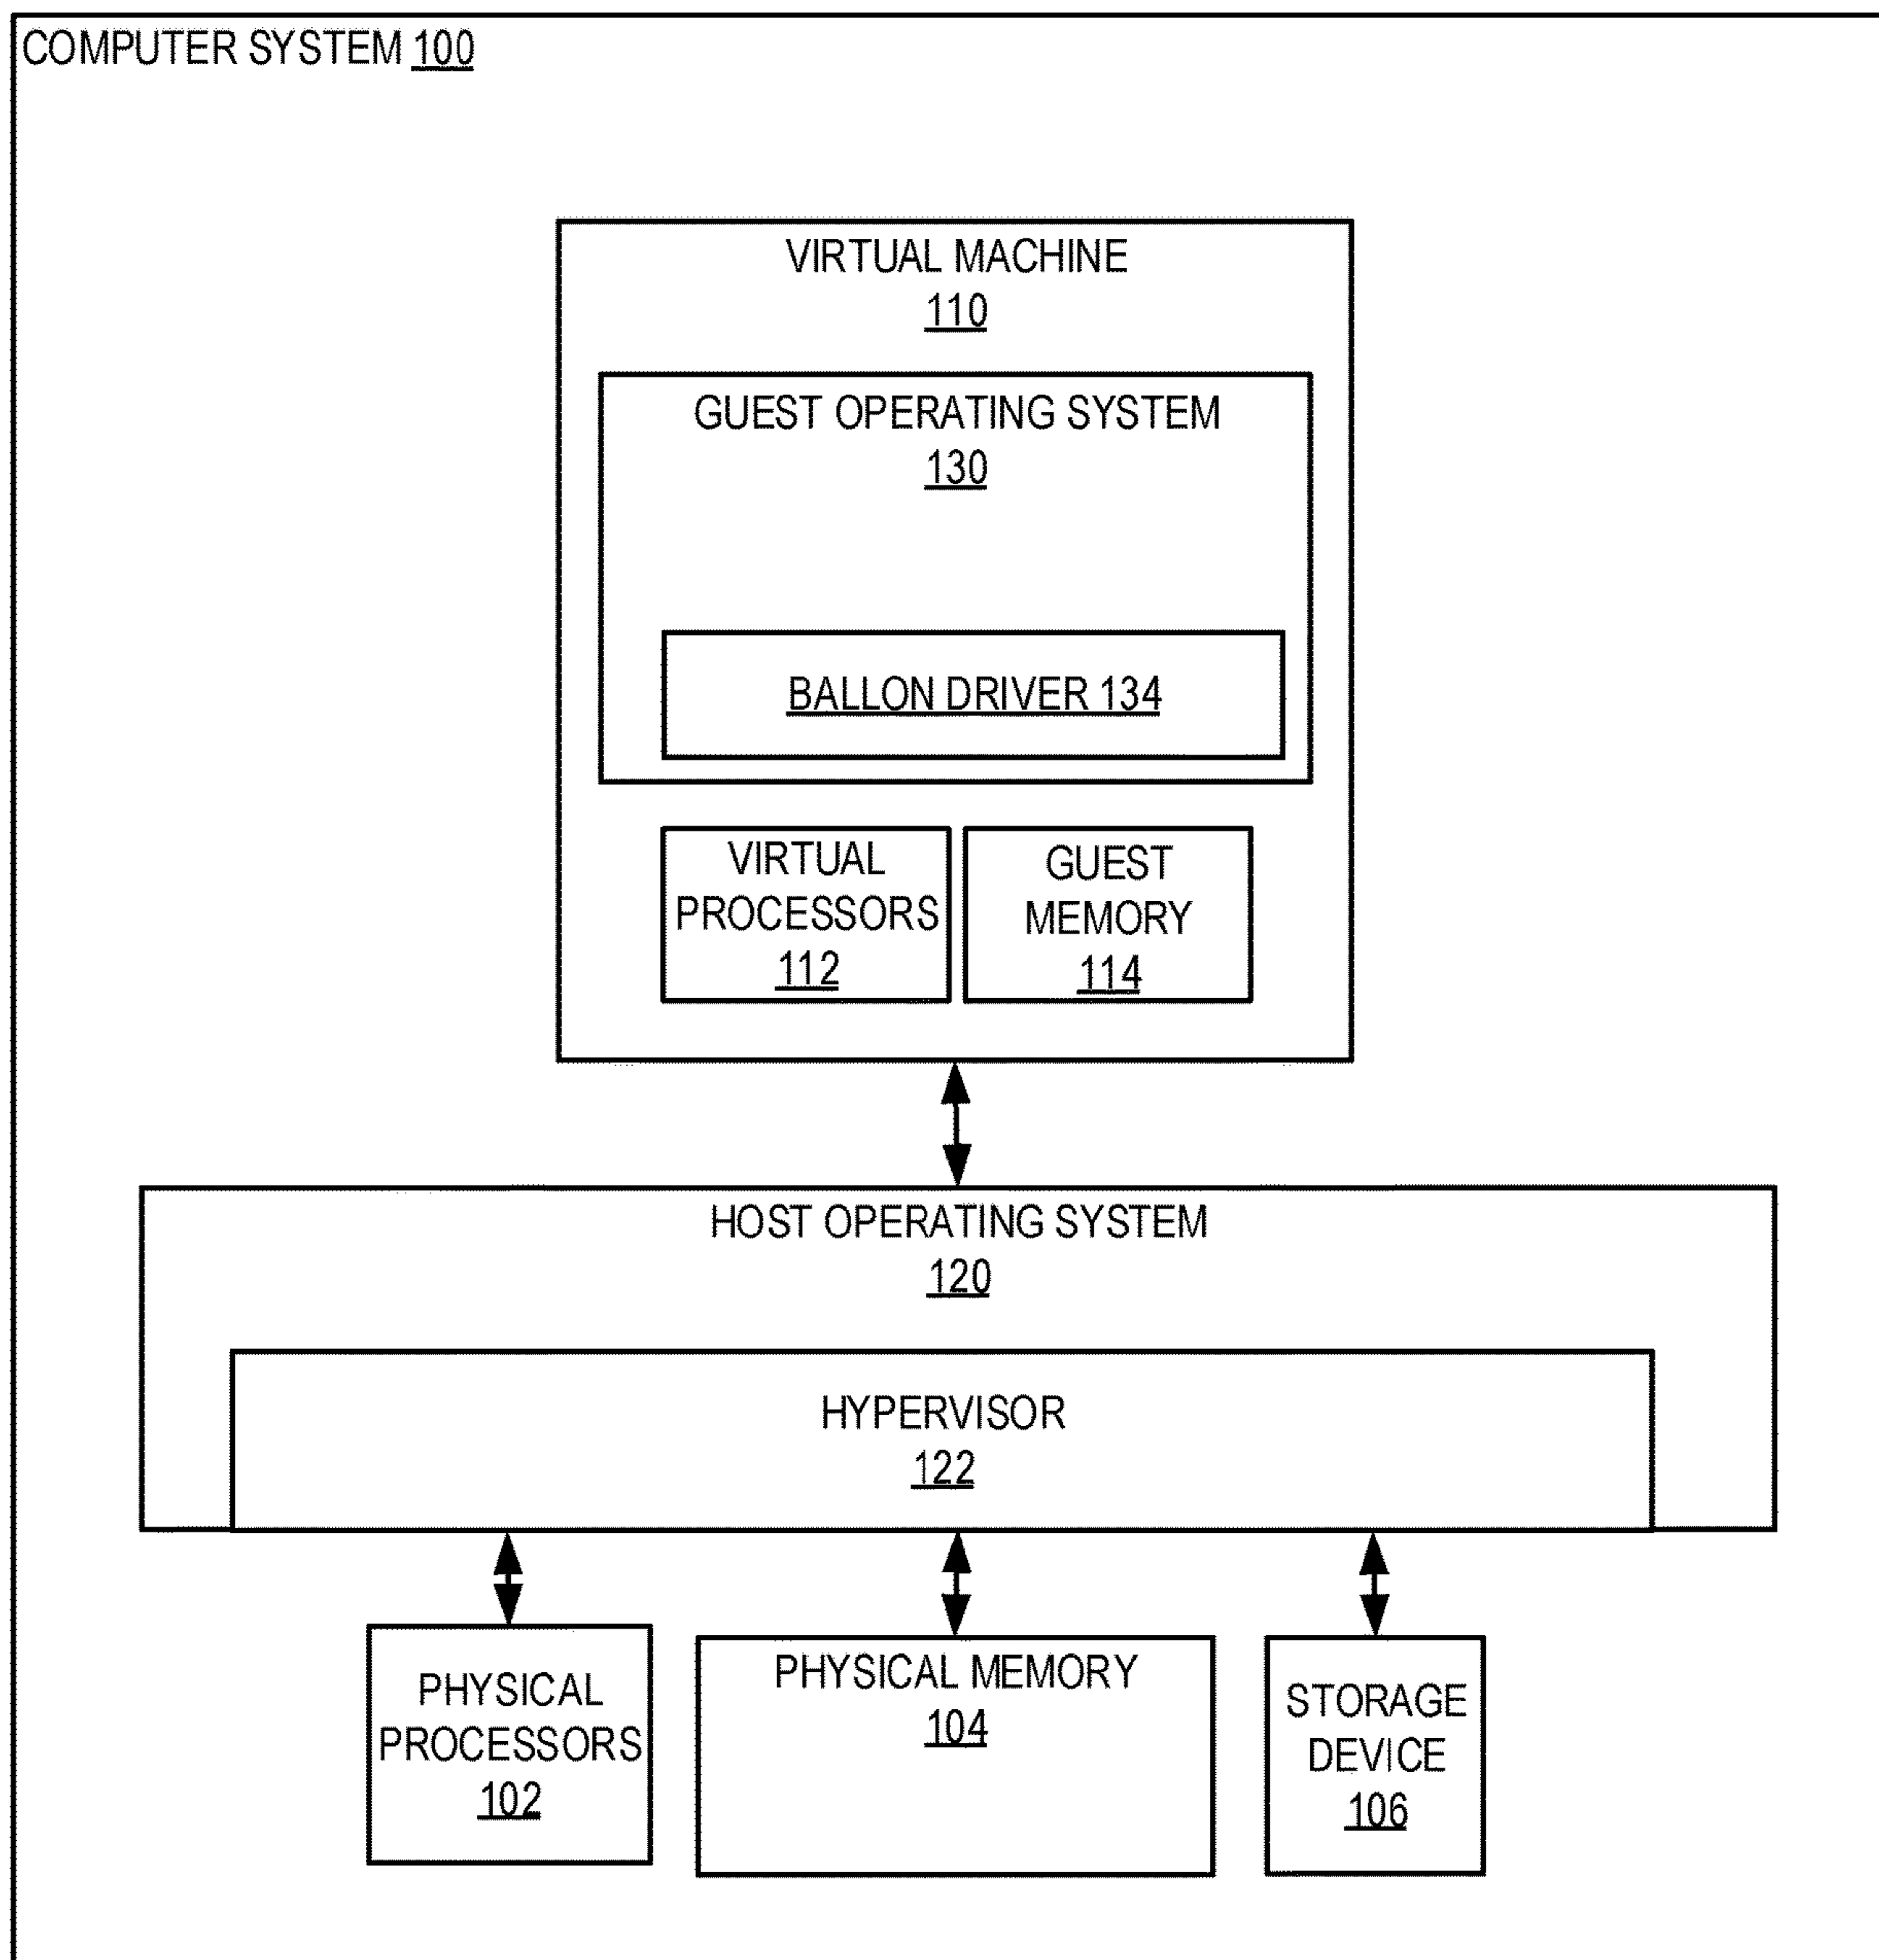 COMPUTER SYSTEM 100
VIRTUAL MACHINE
110
GUEST OPERATING SYSTEM
130
BALLON DRIVER 134
VIRTUAL
PROCESSORS
112
GUEST
MEMORY
114
HOST OPERATING SYSTEM
120
HYPERVISOR
122
PHYSICAL
PROCESSORS
102
PHYSICAL MEMORY
104
STORAGE
DEVICE
106